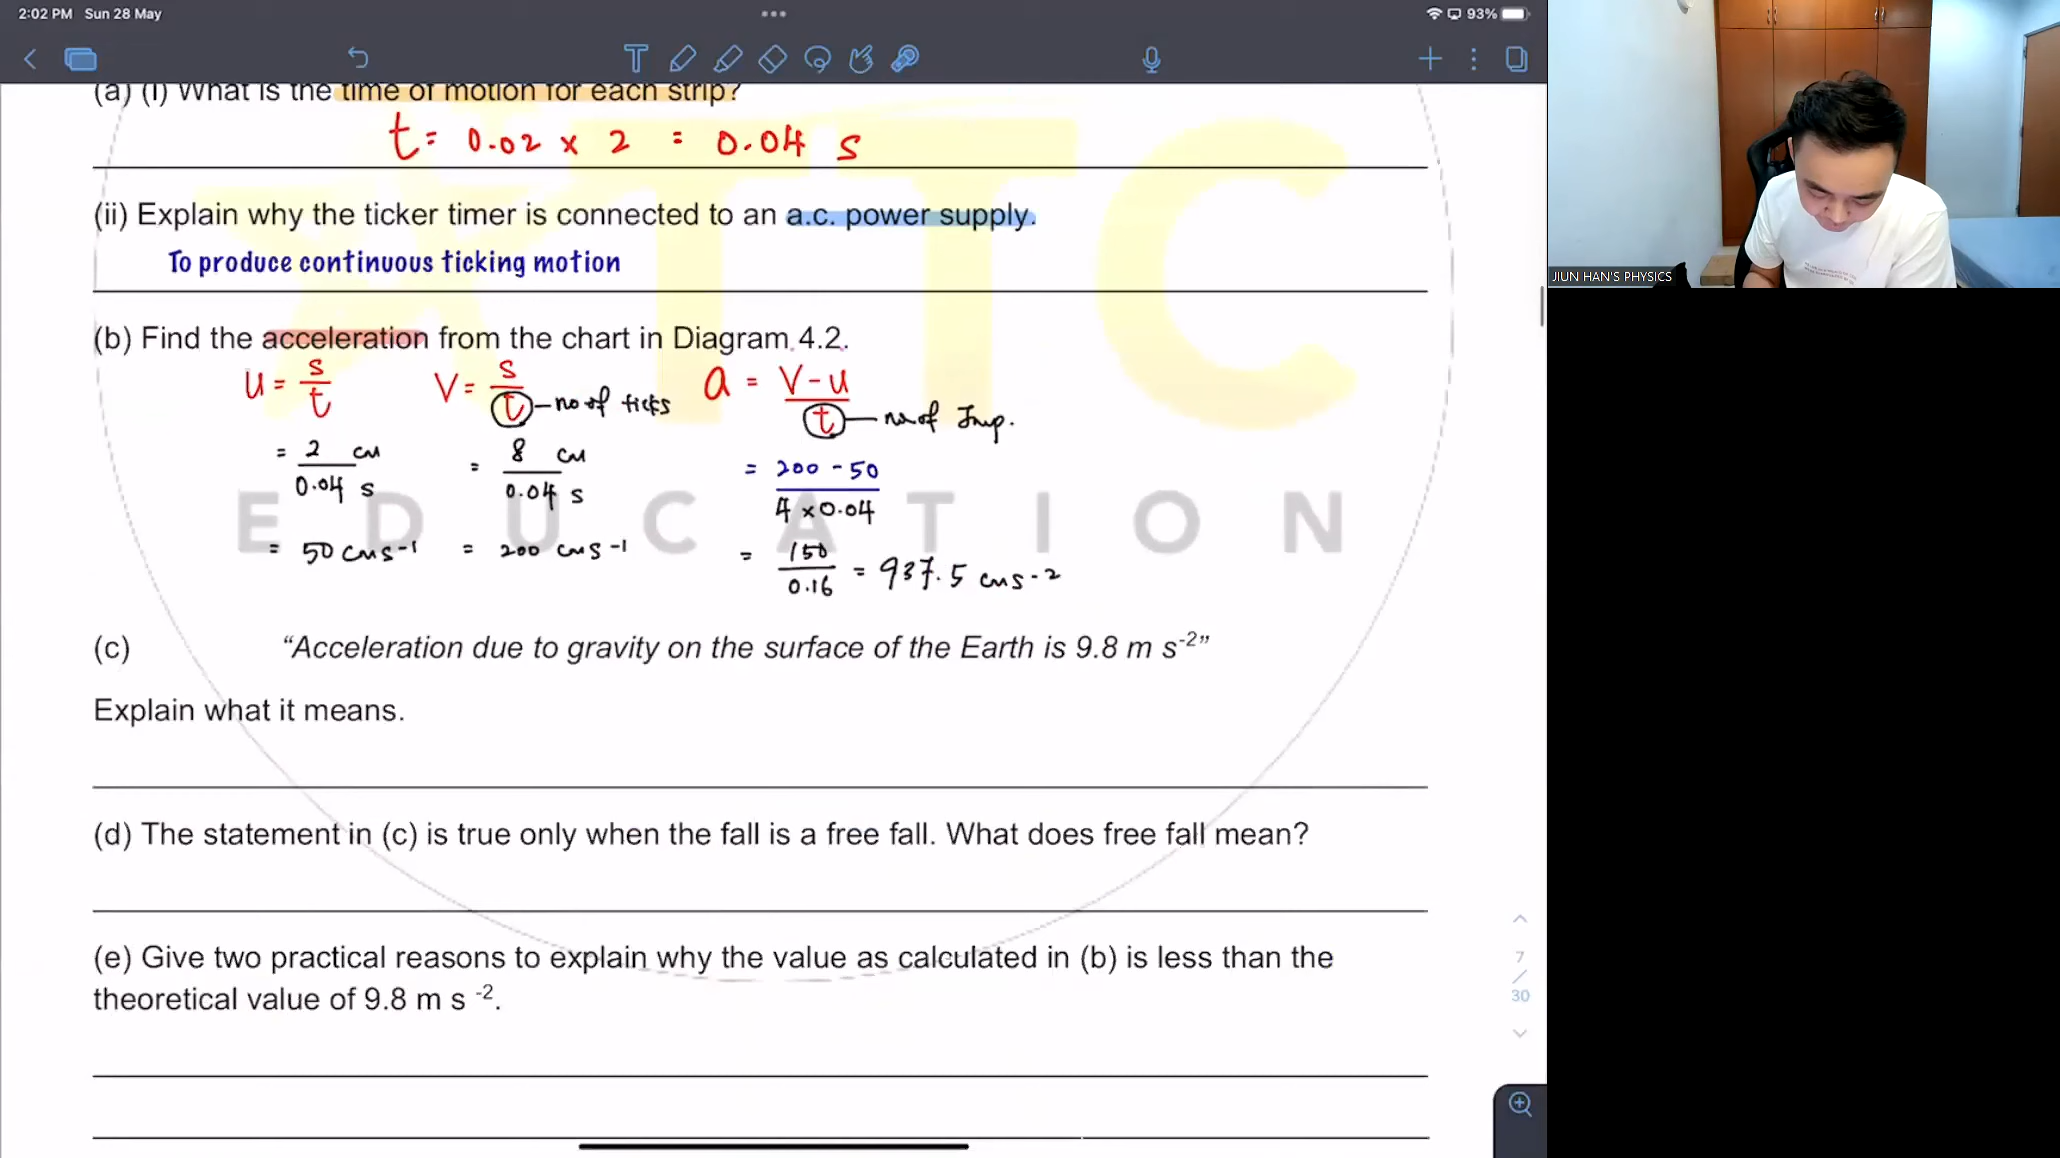 2:02 PM Sun 28 May
93%
(a) (i) What is the time of motion for each strip?
t = 0.02 x 2 = 0.04 s
(ii) Explain why the ticker timer is connected to an a.c. power supply.
To produce continuous ticking motion
(b) Find the acceleration from the chart in Diagram 4.2.
u = s/t
= 2 cm / 0.04 s
= 50 cms-1
v = s/t – no of ticks
= 8 cm / 0.04 s
= 200 cms-1
a = v-u / t – no of Jmp.
= 200 - 50 / 4 x 0.04
= 150 / 0.16 = 937.5 cms-2
(c) “Acceleration due to gravity on the surface of the Earth is 9.8 m s-2”
Explain what it means.
(d) The statement in (c) is true only when the fall is a free fall. What does free fall mean?
(e) Give two practical reasons to explain why the value as calculated in (b) is less than the
theoretical value of 9.8 m s -2.
TTC
EDUCATION
7
/
30
JIUN HAN'S PHYSICS